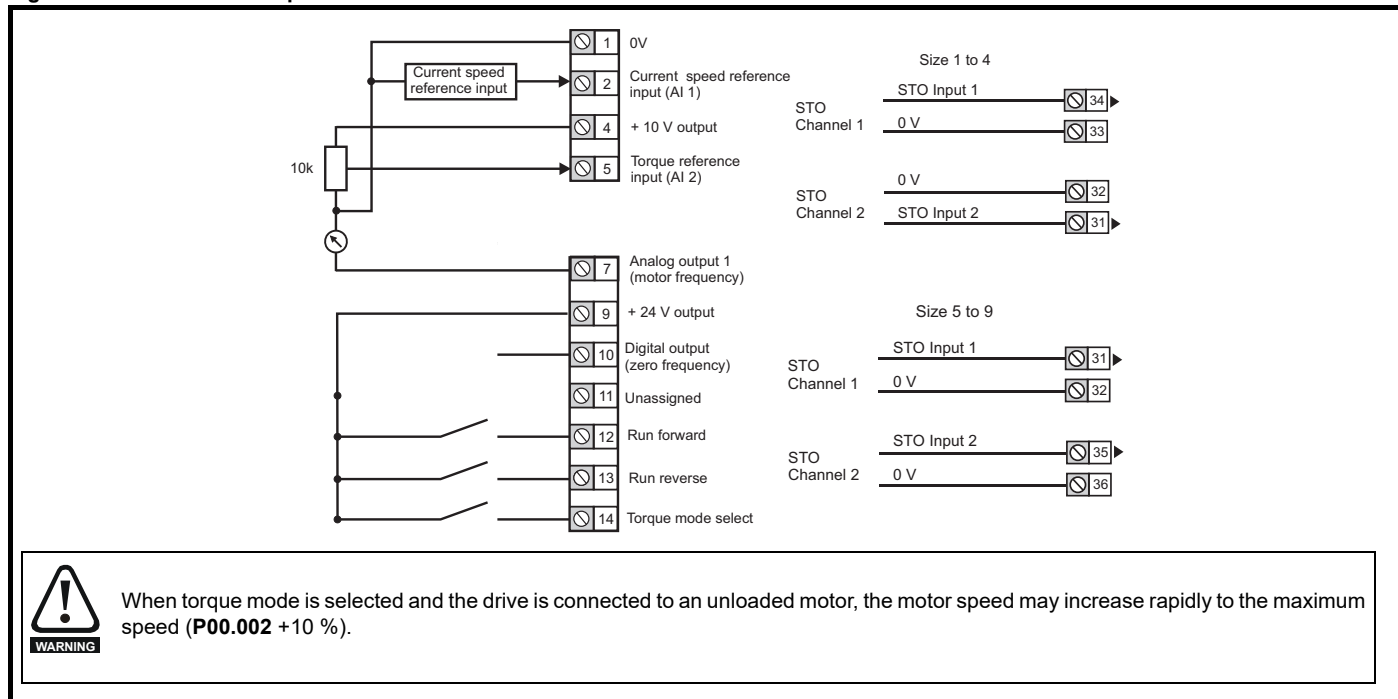 1 0V
Current speed
reference input
2 Current speed reference
input (AI 1)
4 + 10 V output
10k
5 Torque reference
input (AI 2)
7 Analog output 1
(motor frequency)
9 + 24 V output
10 Digital output
(zero frequency)
11 Unassigned
12 Run forward
13 Run reverse
14 Torque mode select
Size 1 to 4
STO
Channel 1
STO Input 1 34
0 V 33
STO
Channel 2
0 V 32
STO Input 2 31
Size 5 to 9
STO
Channel 1
STO Input 1 31
0 V 32
STO
Channel 2
STO Input 2 35
0 V 36
WARNING
When torque mode is selected and the drive is connected to an unloaded motor, the motor speed may increase rapidly to the maximum
speed (P00.002 +10 %).